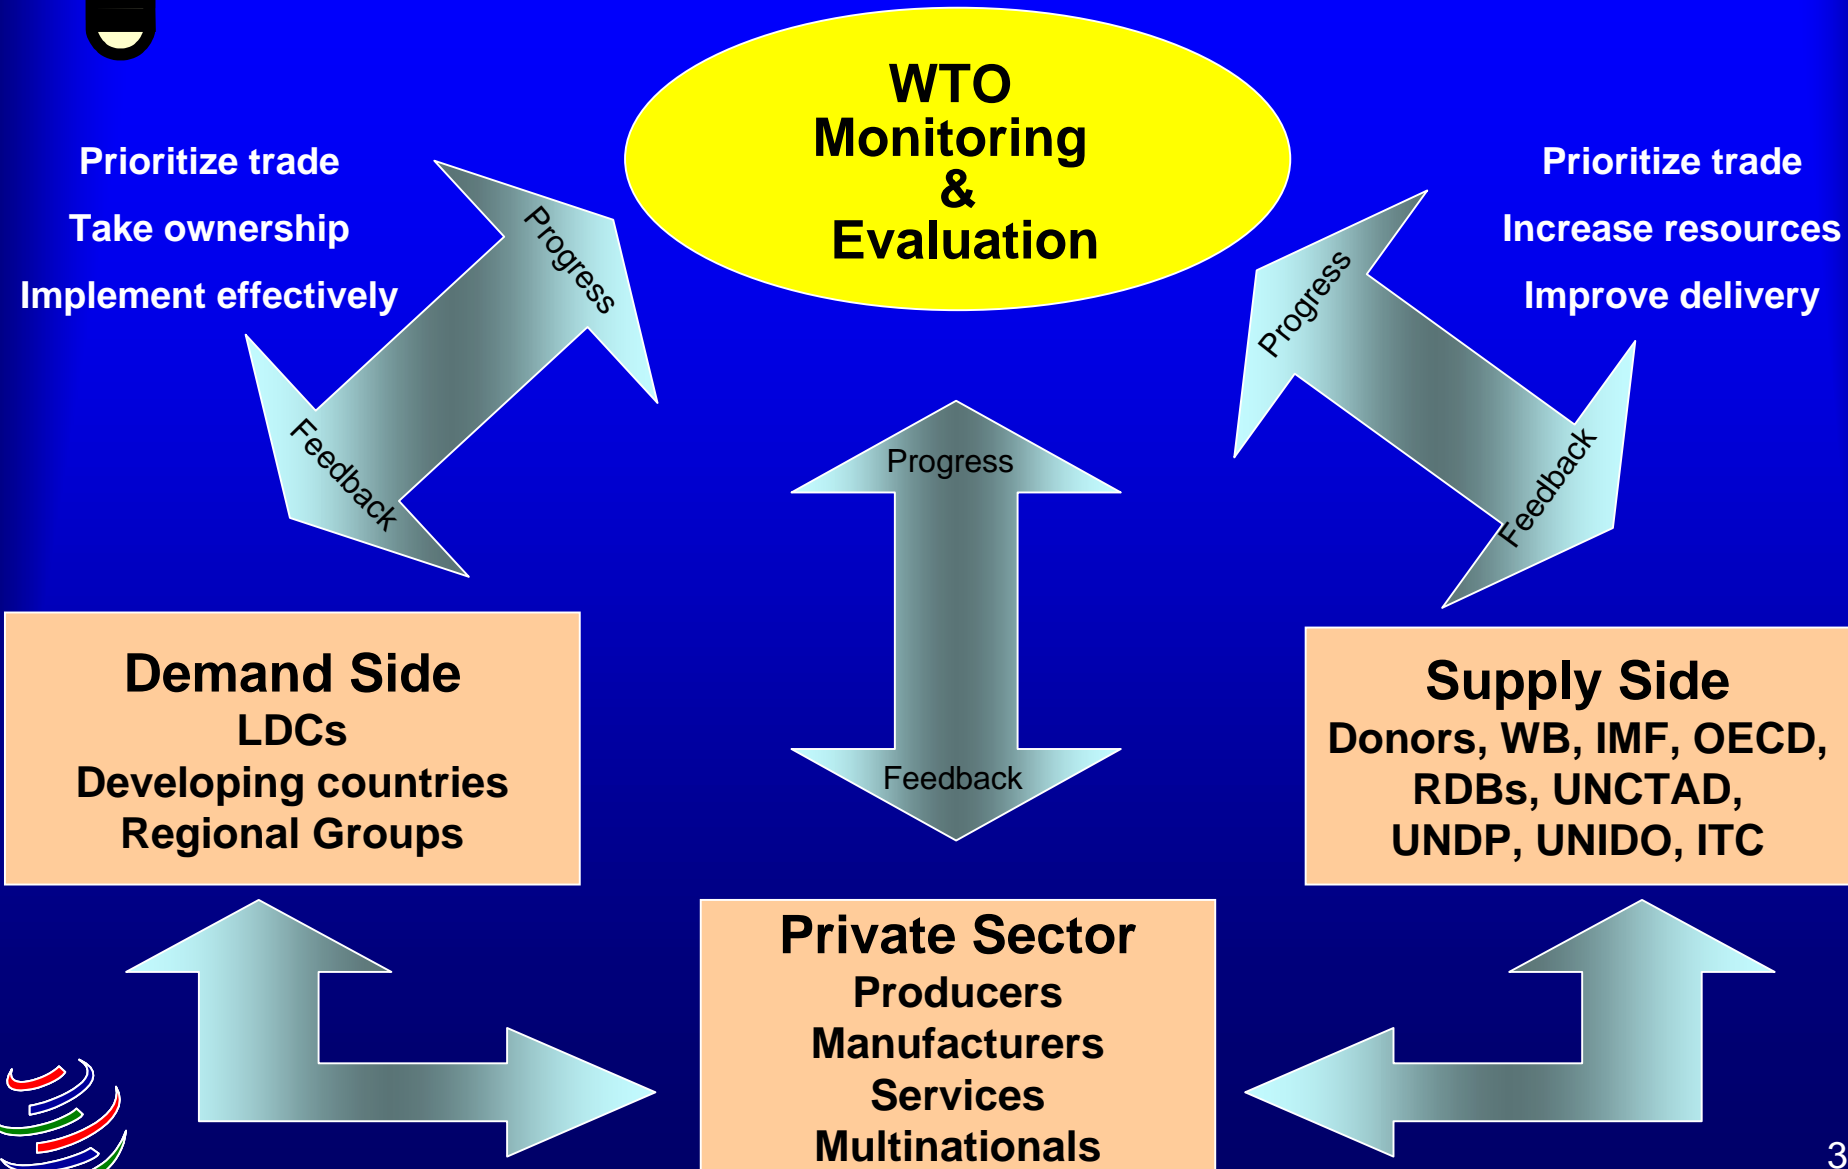 WTO
Monitoring
&
Evaluation
Prioritize trade
Take ownership
Implement effectively
Prioritize trade
Increase resources
Improve delivery
Progress
Feedback
Progress
Feedback
Progress
Feedback
Demand Side
LDCs
Developing countries
Regional Groups
Supply Side
Donors, WB, IMF, OECD,
RDBs, UNCTAD,
UNDP, UNIDO, ITC
Private Sector
Producers
Manufacturers
Services
Multinationals
3